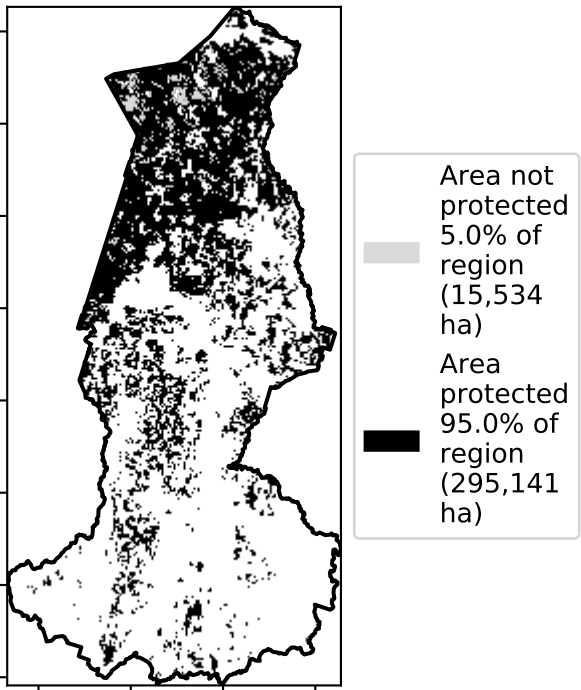 Area not
protected
5.0% of
region
(15,534
ha)
Area
protected
95.0% of
region
(295,141
ha)